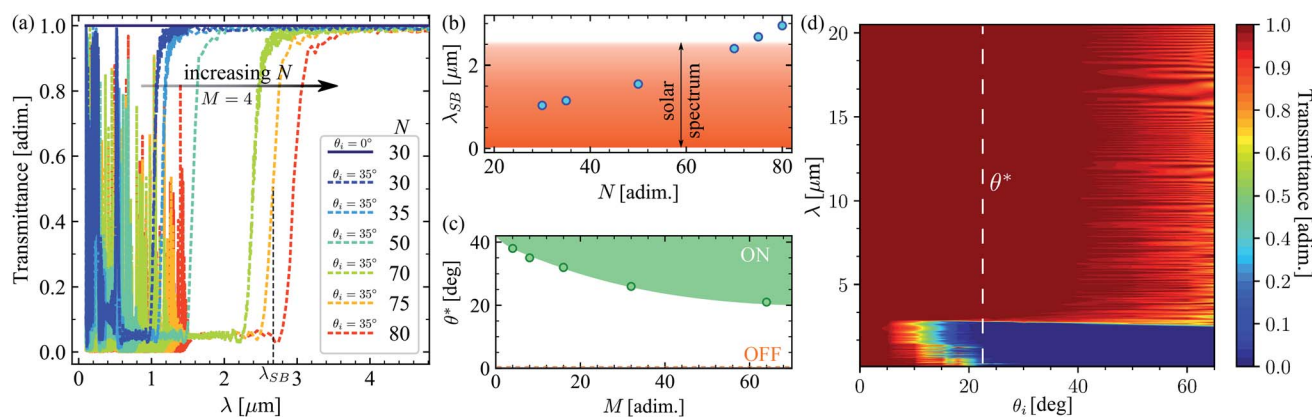 (a)
Transmittance [adim.]
1.0
0.8
0.6
0.4
0.2
0.0
increasing N
M = 4
N
θi = 0° 30
θi = 35° 30
θi = 35° 35
θi = 35° 50
θi = 35° 70
θi = 35° 75
θi = 35° 80
0 1 2 3 4
λSB
λ [μm]
(b)
λSB [μm]
2
0
solar
spectrum
20 40 60 80
N [adim.]
(c)
θ* [deg]
40
20
0
ON
OFF
0 20 40 60
M [adim.]
(d)
λ [μm]
20
15
10
5
θ*
0 20 40 60
θi [deg]
1.0
0.9
0.8
0.7
0.6
0.5
0.4
0.3
0.2
0.1
0.0
Transmittance [adim.]